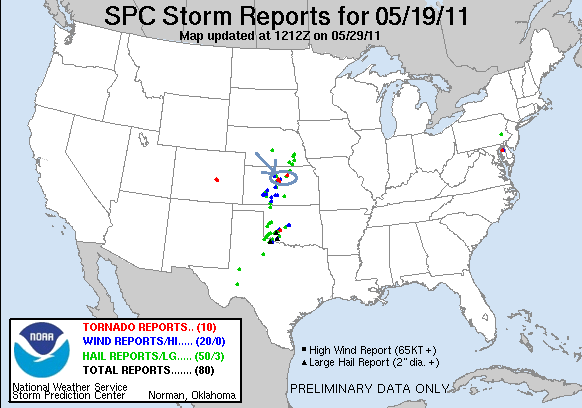 SPC Storm Reports for 05/19/11
Map updated at 1212Z on 05/29/11
NOAA
TORNADO REPORTS.. (10)
WIND REPORTS/HI..... (20/0)
HAIL REPORTS/LG..... (50/3)
TOTAL REPORTS....... (80)
National Weather Service
Storm Prediction Center Norman, Oklahoma
High Wind Report (65KT +)
Large Hail Report (2" dia. +)
PRELIMINARY DATA ONLY